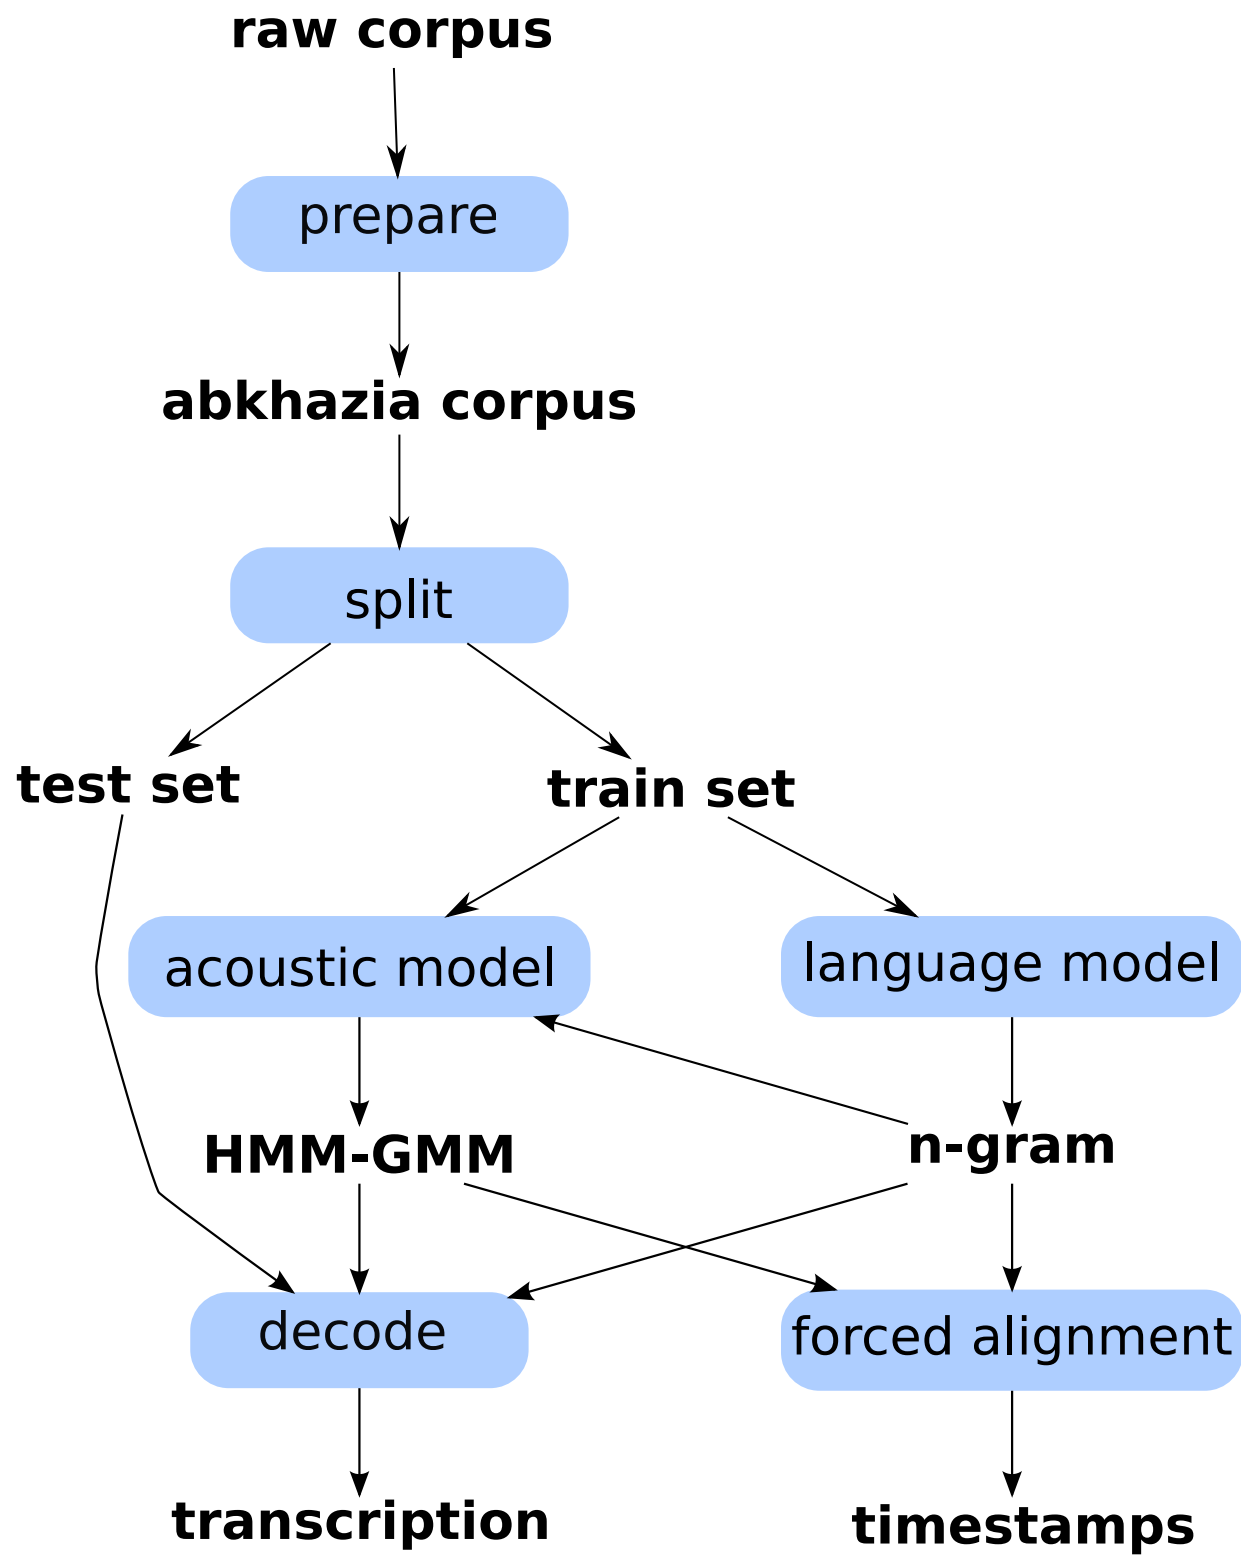 raw corpus
prepare
abkhazia corpus
split
test set
train set
acoustic model
language model
HMM-GMM
n-gram
decode
forced alignment
transcription
timestamps